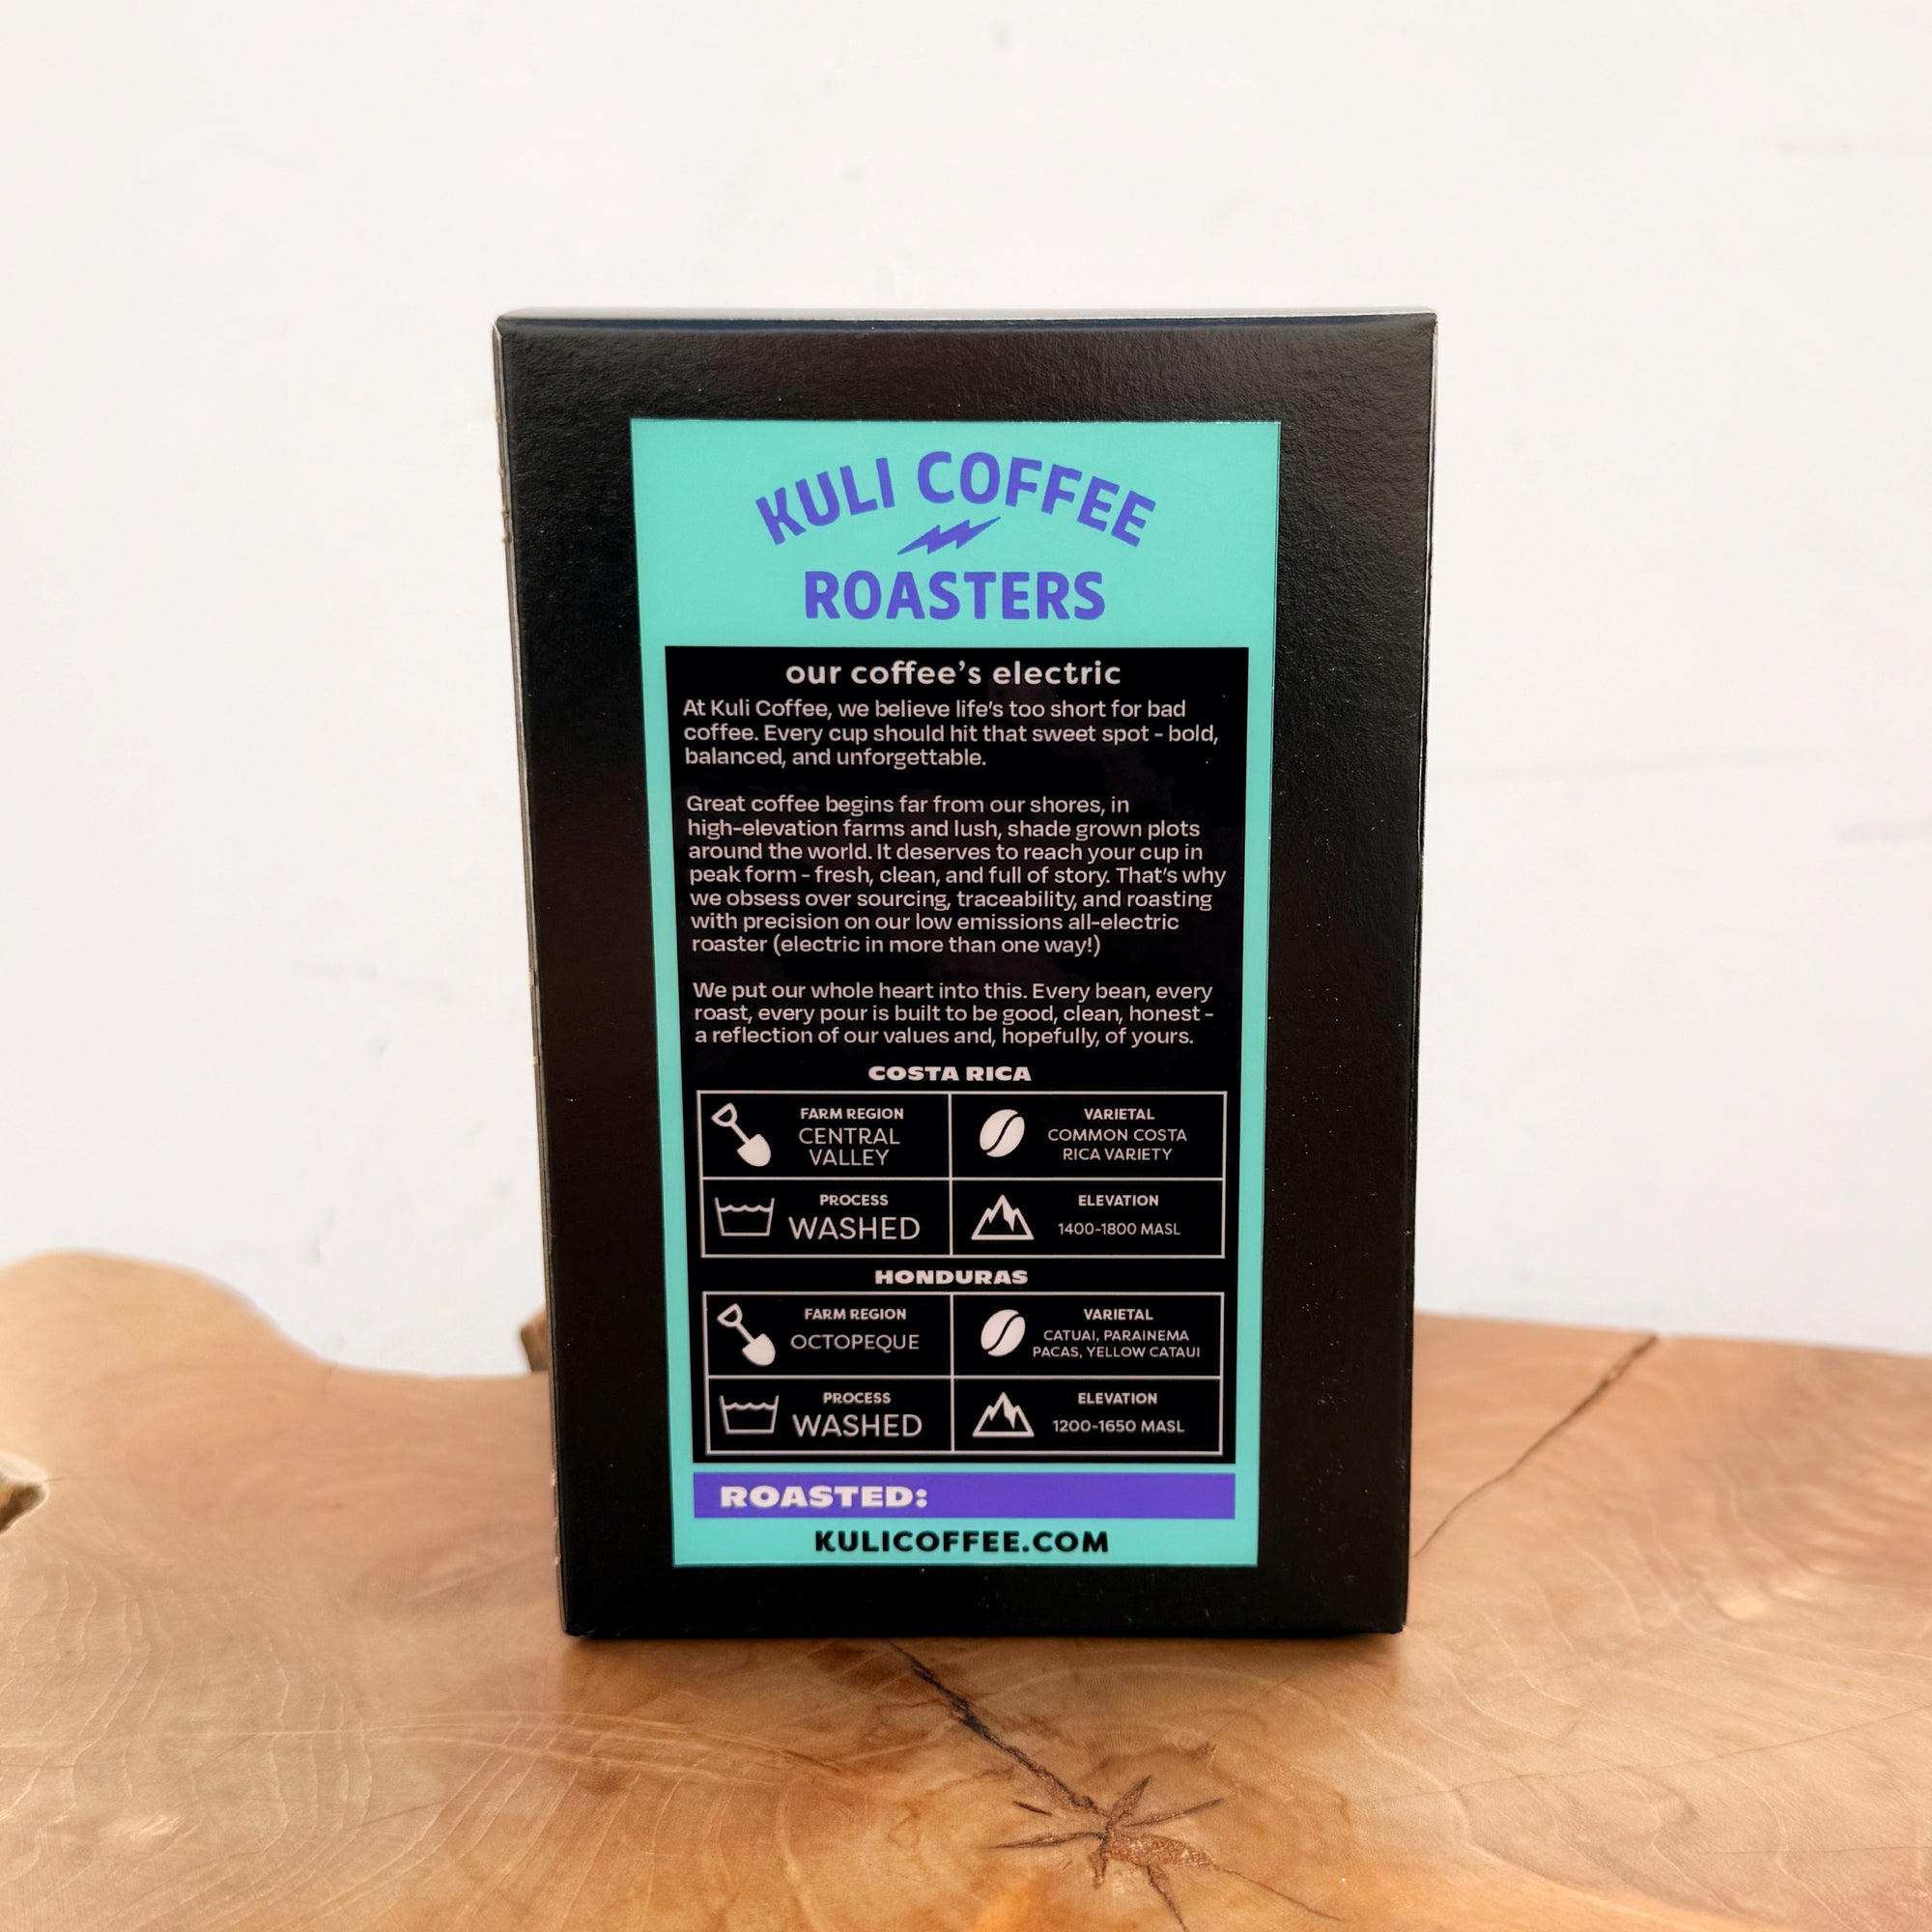 KULI COFFEE
ROASTERS
our coffee's electric
At Kuli Coffee, we believe life's too short for bad
coffee. Every cup should hit that sweet spot - bold,
balanced, and unforgettable.
Great coffee begins far from our shores, in
high-elevation farms and lush, shade grown plots
around the world. It deserves to reach your cup in
peak form - fresh, clean, and full of story. That's why
we obsess over sourcing, traceability, and roasting
with precision on our low emissions all-electric
roaster (electric in more than one way!)
We put our whole heart into this. Every bean, every
roast, every pour is built to be good, clean, honest -
a reflection of our values and, hopefully, of yours.
COSTA RICA
FARM REGION
CENTRAL
VALLEY
VARIETAL
COMMON COSTA
RICA VARIETY
PROCESS
WASHED
ELEVATION
1400-1800 MASL
HONDURAS
FARM REGION
OCTOPEQUE
VARIETAL
CATUAI, PARAINEMA
PACAS, YELLOW CATAUI
PROCESS
WASHED
ELEVATION
1200-1650 MASL
ROASTED:
KULICOFFEE.COM